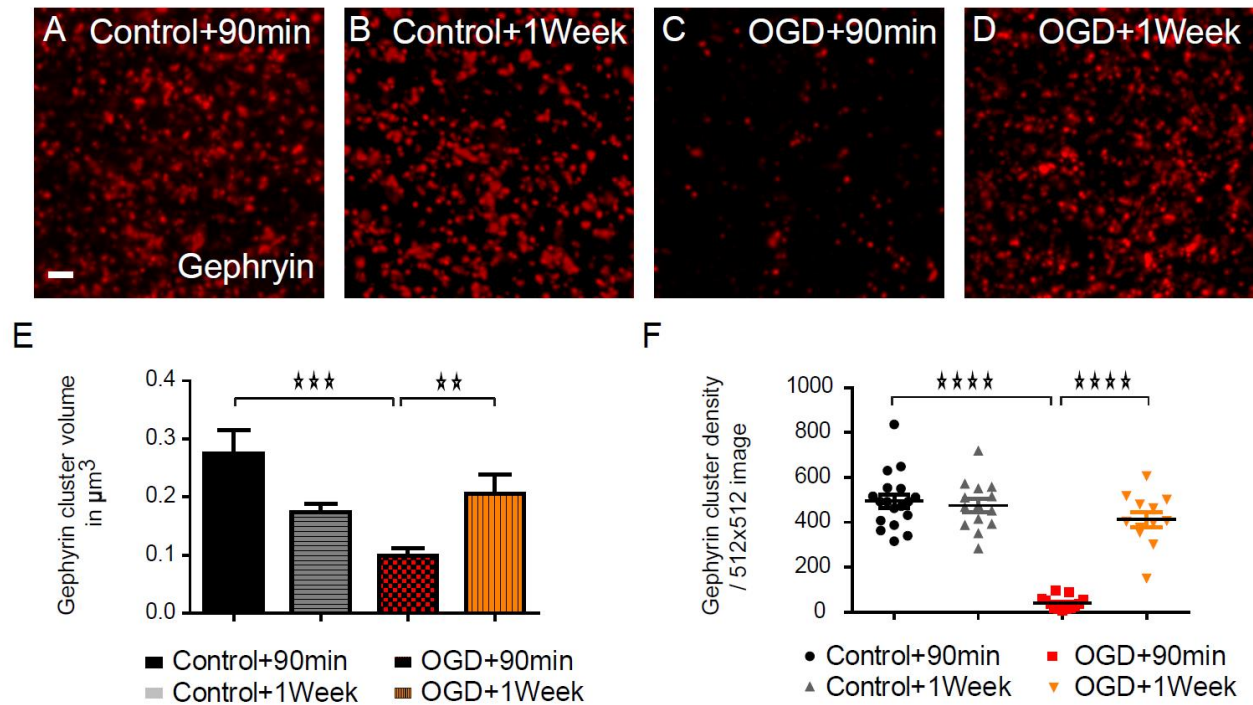 A Control+90min
B Control+1Week
C OGD+90min
D OGD+1Week
Gephryin
E
Gephyrin cluster volume
in µm³
0.4
0.3
0.2
0.1
0.0
*** **
Control+90min
OGD+90min
Control+1Week
OGD+1Week
F
Gephyrin cluster density
/ 512x512 image
1000
800
600
400
200
0
**** ****
Control+90min
OGD+90min
Control+1Week
OGD+1Week